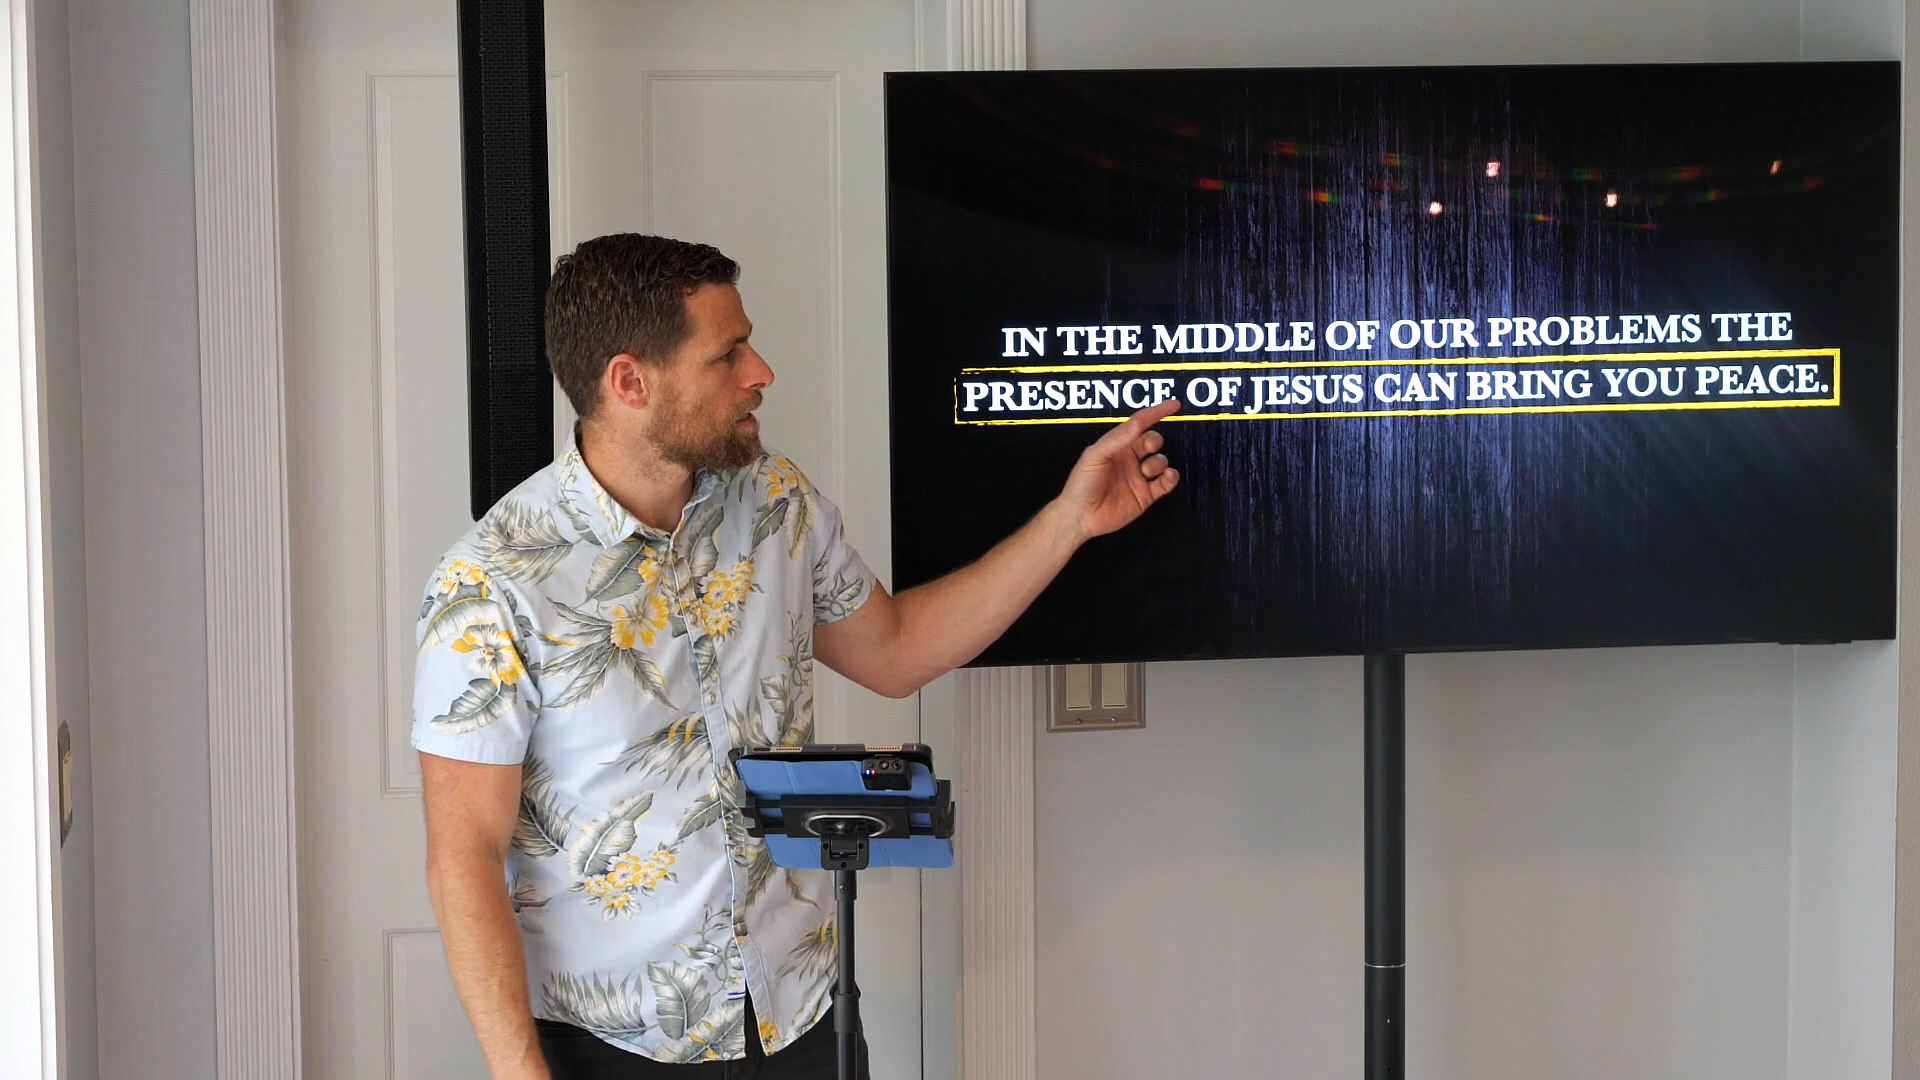 IN THE MIDDLE OF OUR PROBLEMS THE
PRESENCE OF JESUS CAN BRING YOU PEACE.